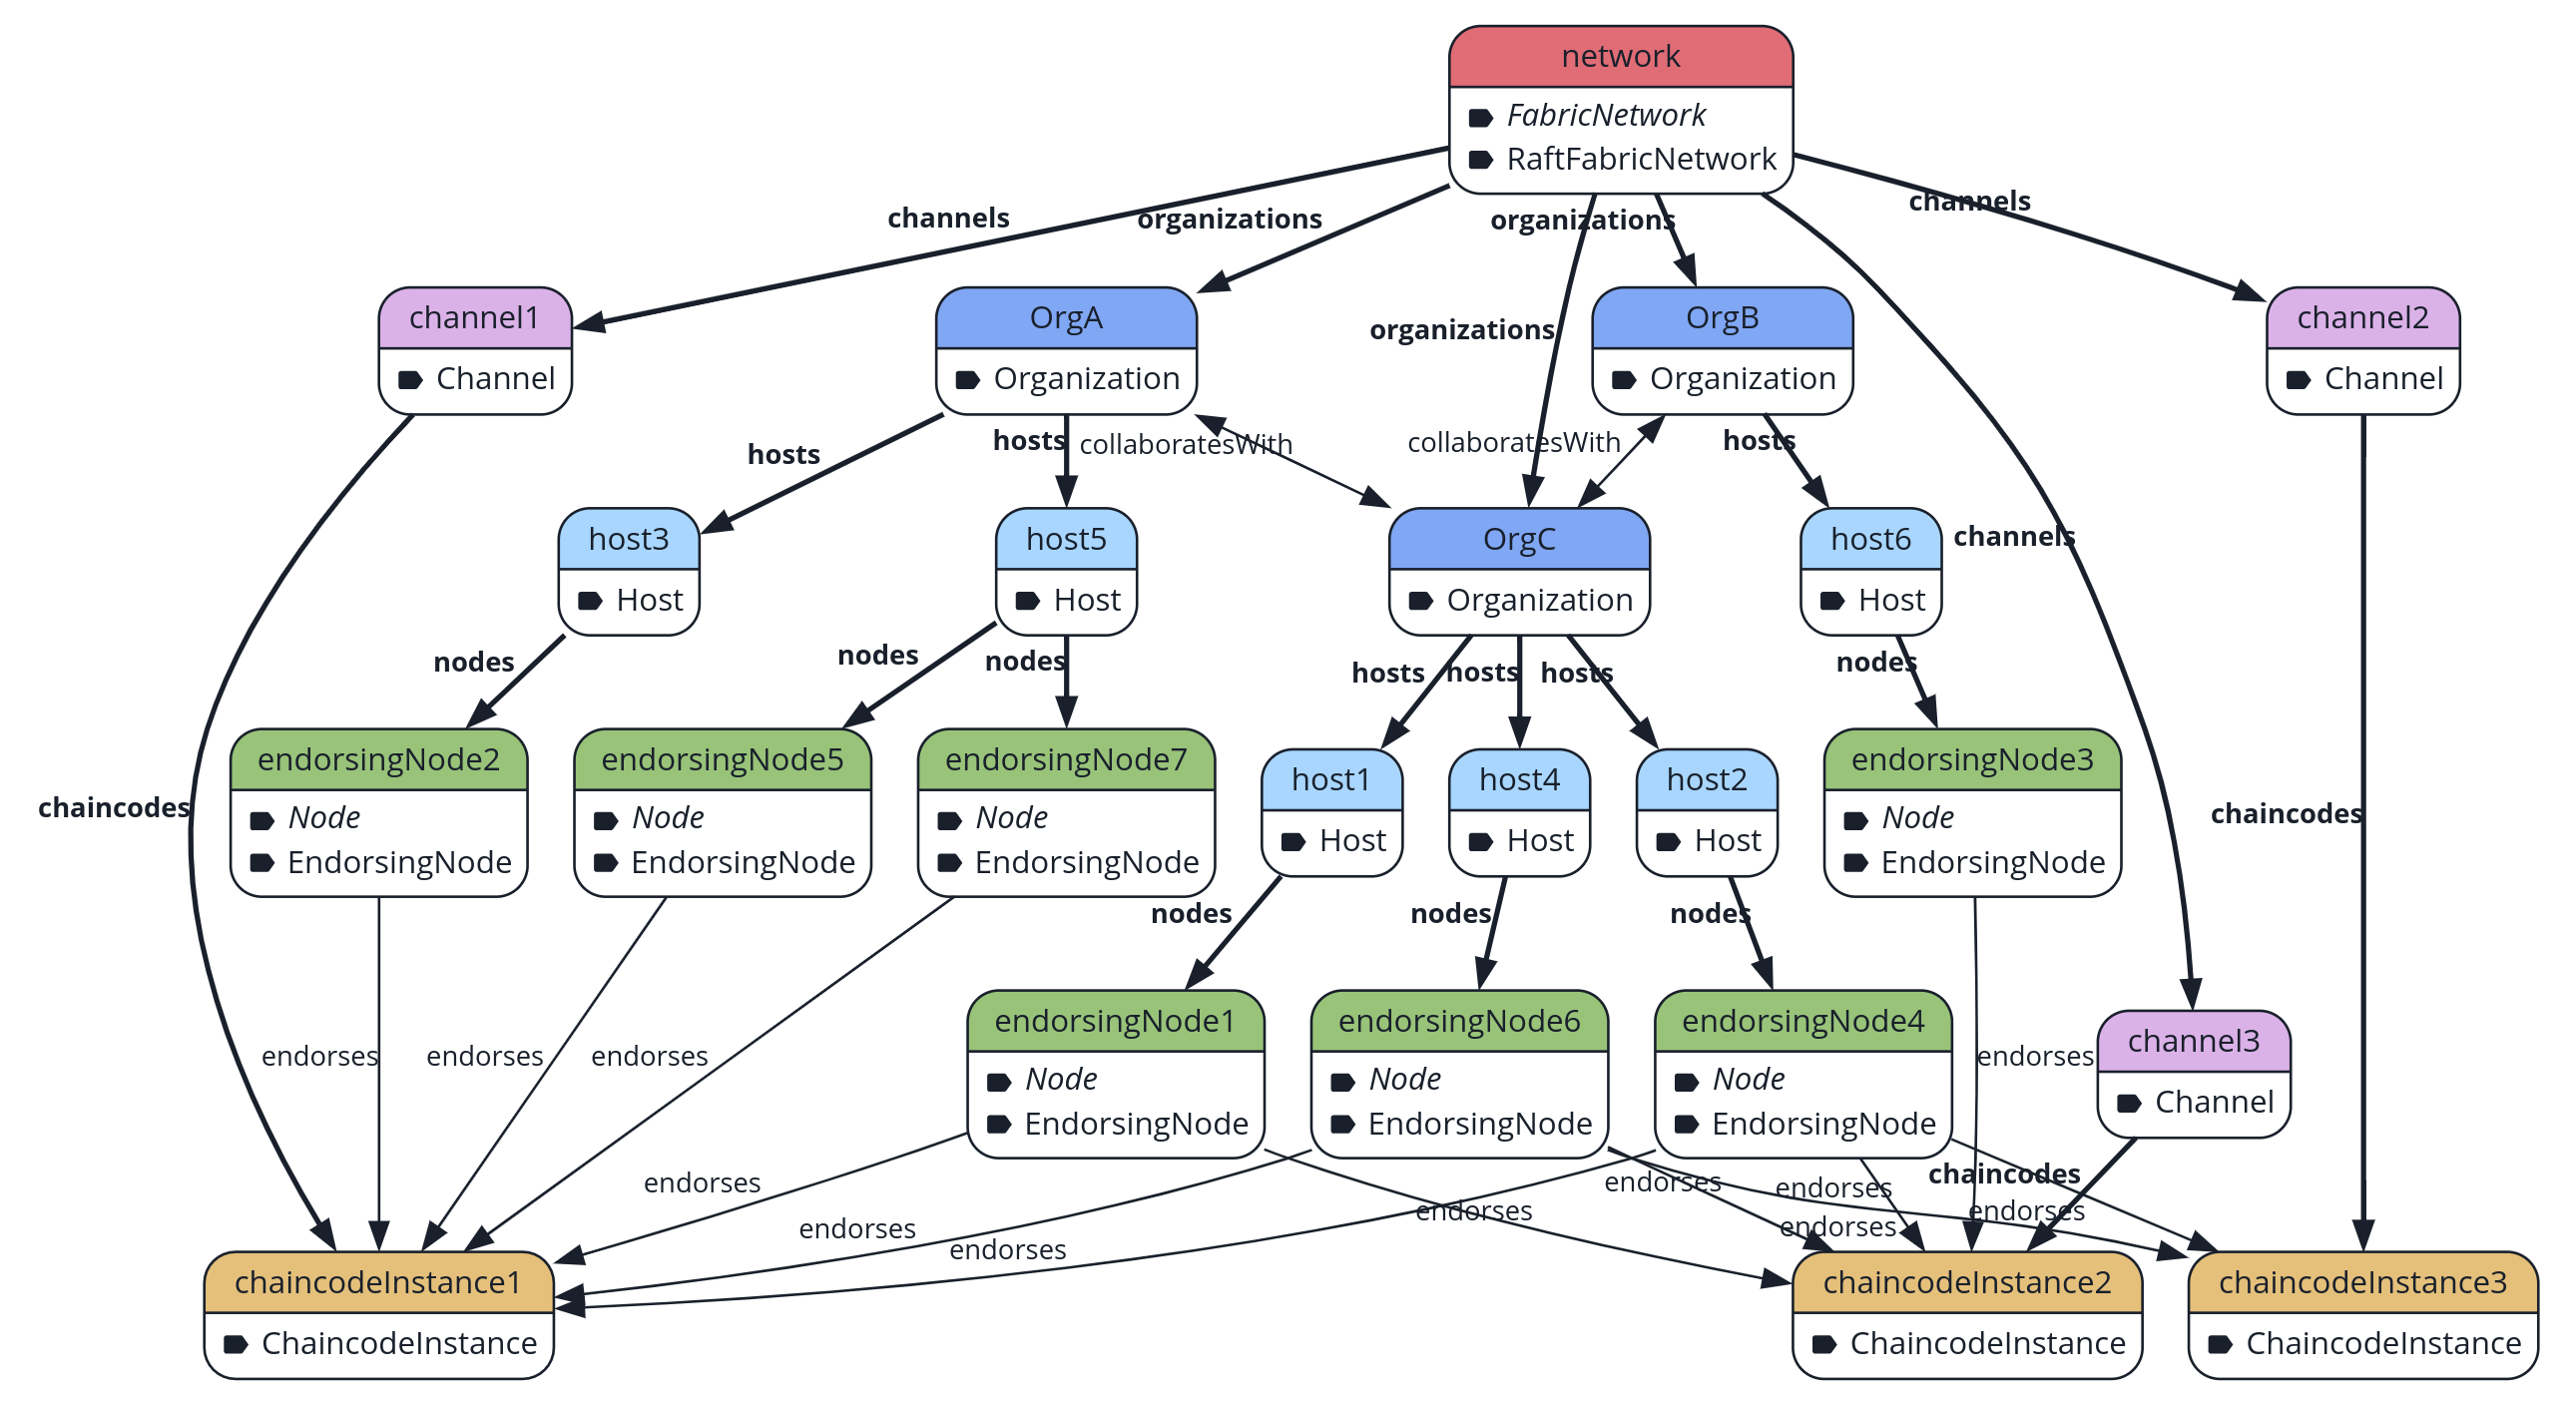 network
FabricNetwork
RaftFabricNetwork
channels
organizations
organizations
channels
organizations
channel1
Channel
OrgA
Organization
OrgB
Organization
channel2
Channel
hosts
hosts
collaboratesWith
collaboratesWith
hosts
host3
Host
host5
Host
OrgC
Organization
host6
Host
channels
nodes
nodes
nodes
hosts
hosts
hosts
nodes
chaincodes
endorsingNode2
Node
EndorsingNode
endorsingNode5
Node
EndorsingNode
endorsingNode7
Node
EndorsingNode
host1
Host
host4
Host
host2
Host
endorsingNode3
Node
EndorsingNode
chaincodes
nodes
nodes
nodes
endorses
endorses
endorses
endorsingNode1
Node
EndorsingNode
endorsingNode6
Node
EndorsingNode
endorsingNode4
Node
EndorsingNode
endorses
channel3
Channel
endorses
endorses
endorses
endorses
endorses
endorses
endorses
chaincodes
endorses
chaincodeInstance1
ChaincodeInstance
chaincodeInstance2
ChaincodeInstance
chaincodeInstance3
ChaincodeInstance